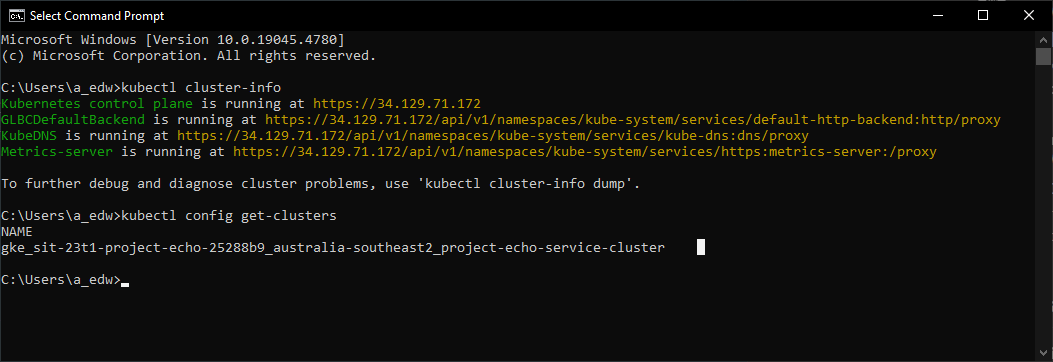 Select Command Prompt
Microsoft Windows [Version 10.0.19045.4780]
(c) Microsoft Corporation. All rights reserved.
C:\Users\a_edw>kubectl cluster-info
Kubernetes control plane is running at https://34.129.71.172
GLBCDefaultBackend is running at https://34.129.71.172/api/v1/namespaces/kube-system/services/default-http-backend:http/proxy
KubeDNS is running at https://34.129.71.172/api/v1/namespaces/kube-system/services/kube-dns:dns/proxy
Metrics-server is running at https://34.129.71.172/api/v1/namespaces/kube-system/services/https:metrics-server:/proxy
To further debug and diagnose cluster problems, use 'kubectl cluster-info dump'.
C:\Users\a_edw>kubectl config get-clusters
NAME
gke_sit-23t1-project-echo-25288b9_australia-southeast2_project-echo-service-cluster
C:\Users\a_edw>